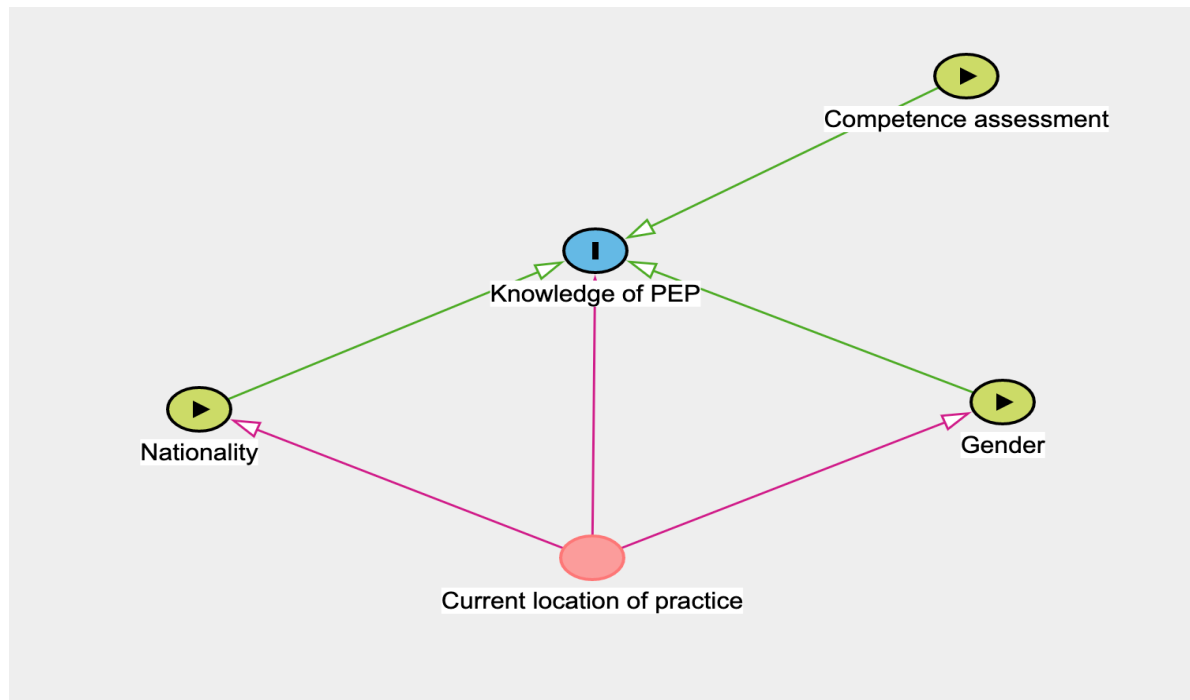 Competence assessment
Knowledge of PEP
Nationality
Gender
Current location of practice